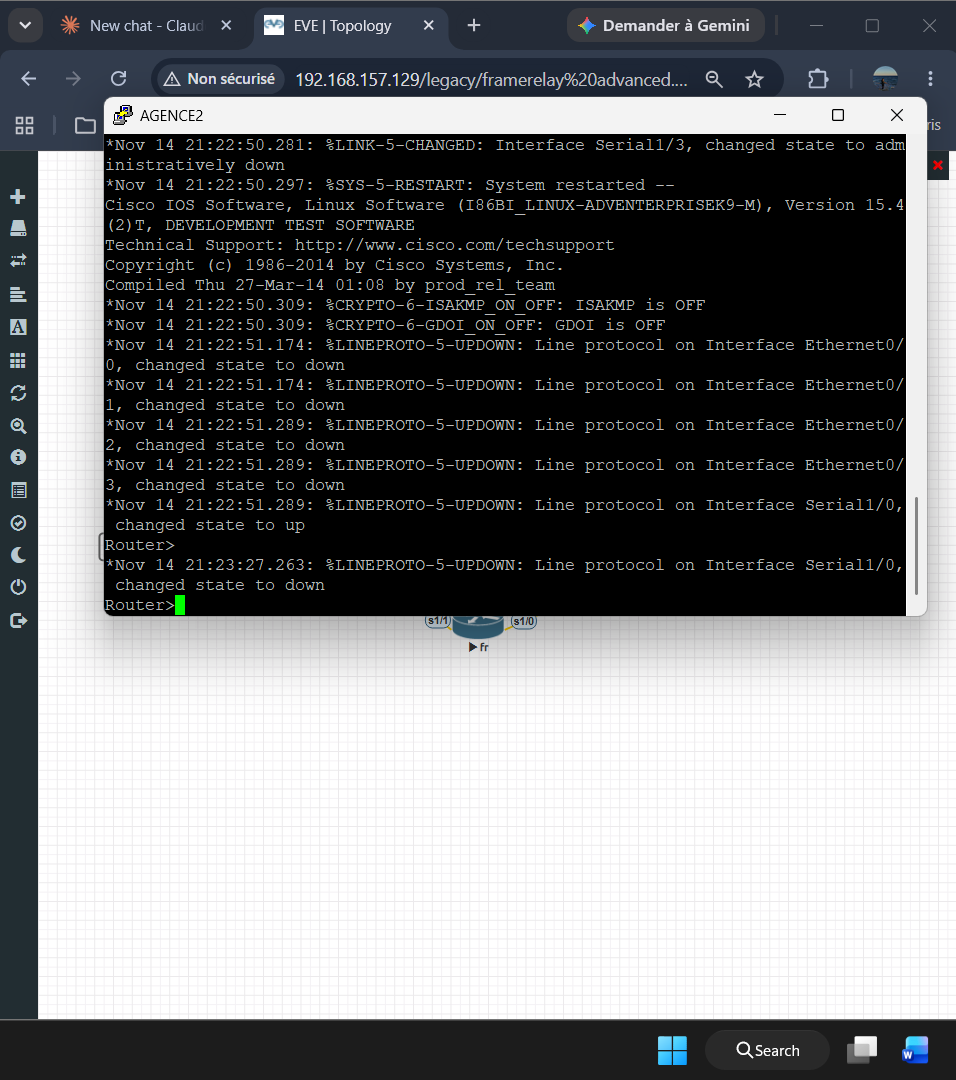 New chat - Claud
EVE | Topology
Demander à Gemini
Non sécurisé
192.168.157.129/legacy/framerelay%20advanced....
ris
AGENCE2
*Nov 14 21:22:50.281: %LINK-5-CHANGED: Interface Serial1/3, changed state to adm
inistratively down
*Nov 14 21:22:50.297: %SYS-5-RESTART: System restarted --
Cisco IOS Software, Linux Software (I86BI_LINUX-ADVENTERPRISEK9-M), Version 15.4
(2)T, DEVELOPMENT TEST SOFTWARE
Technical Support: http://www.cisco.com/techsupport
Copyright (c) 1986-2014 by Cisco Systems, Inc.
Compiled Thu 27-Mar-14 01:08 by prod_rel_team
*Nov 14 21:22:50.309: %CRYPTO-6-ISAKMP_ON_OFF: ISAKMP is OFF
*Nov 14 21:22:50.309: %CRYPTO-6-GDOI_ON_OFF: GDOI is OFF
*Nov 14 21:22:51.174: %LINEPROTO-5-UPDOWN: Line protocol on Interface Ethernet0/
0, changed state to down
*Nov 14 21:22:51.174: %LINEPROTO-5-UPDOWN: Line protocol on Interface Ethernet0/
1, changed state to down
*Nov 14 21:22:51.289: %LINEPROTO-5-UPDOWN: Line protocol on Interface Ethernet0/
2, changed state to down
*Nov 14 21:22:51.289: %LINEPROTO-5-UPDOWN: Line protocol on Interface Ethernet0/
3, changed state to down
*Nov 14 21:22:51.289: %LINEPROTO-5-UPDOWN: Line protocol on Interface Serial1/0,
changed state to up
Router>
*Nov 14 21:23:27.263: %LINEPROTO-5-UPDOWN: Line protocol on Interface Serial1/0,
changed state to down
Router>
s1/1 s1/0
fr
Search